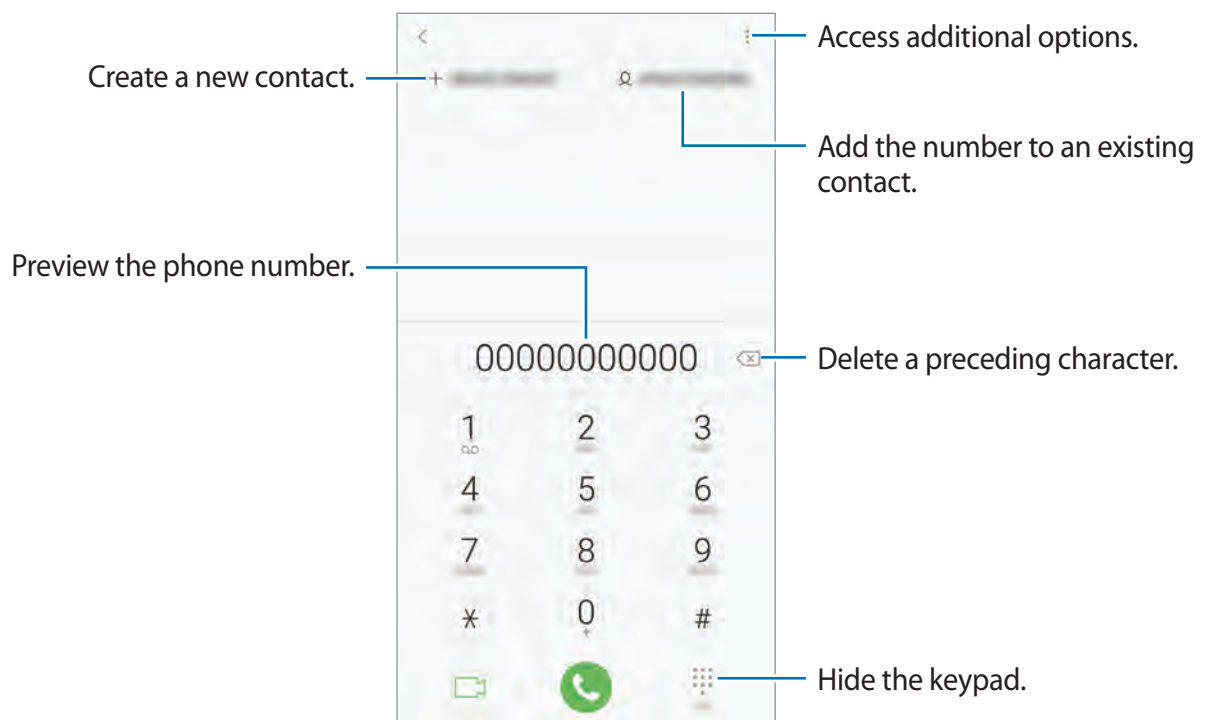 Access additional options.
Create a new contact.
Add the number to an existing
contact.
Preview the phone number.
00000000000
Delete a preceding character.
1 2 3
4 5 6
7 8 9
* 0 #
+
Hide the keypad.